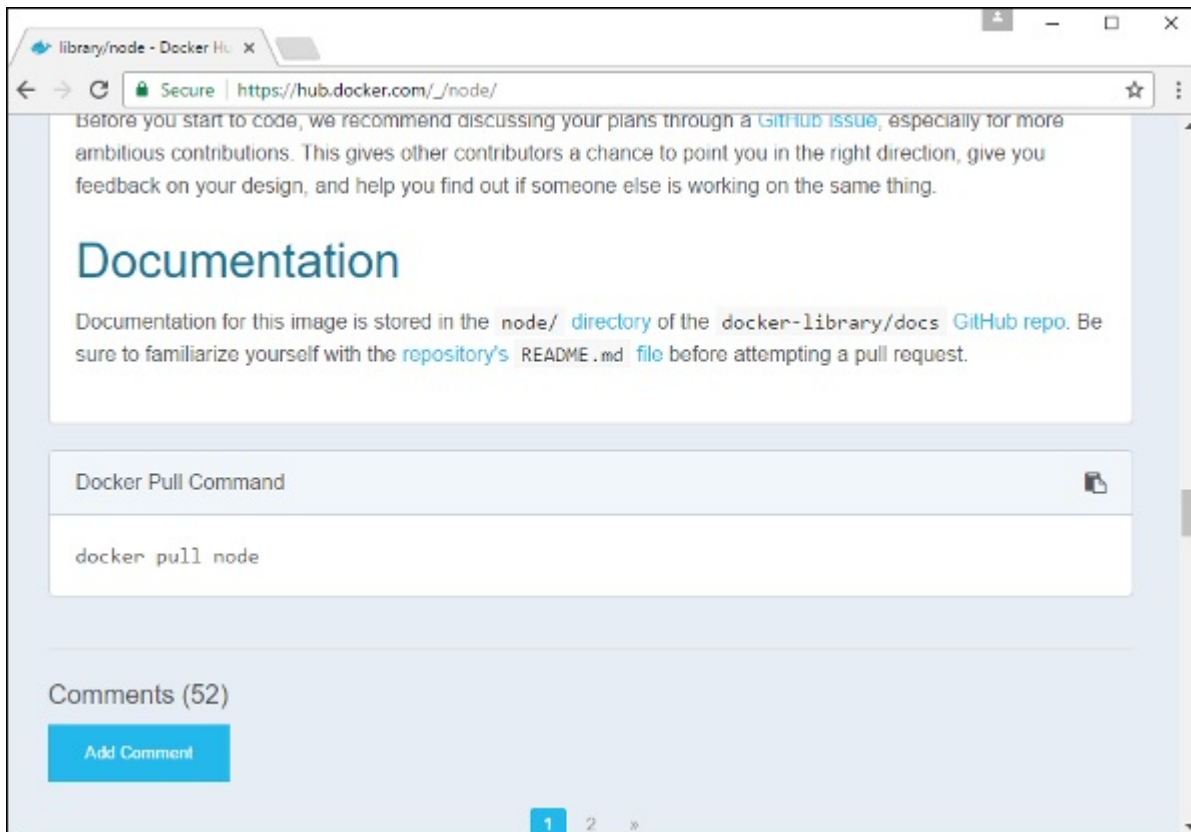 library/node - Docker Hu
Secure https://hub.docker.com/_/node/
Before you start to code, we recommend discussing your plans through a GitHub issue, especially for more
ambitious contributions. This gives other contributors a chance to point you in the right direction, give you
feedback on your design, and help you find out if someone else is working on the same thing.
Documentation
Documentation for this image is stored in the node/ directory of the docker-library/docs GitHub repo. Be
sure to familiarize yourself with the repository's README.md file before attempting a pull request.
Docker Pull Command
docker pull node
Comments (52)
Add Comment
1 2 »